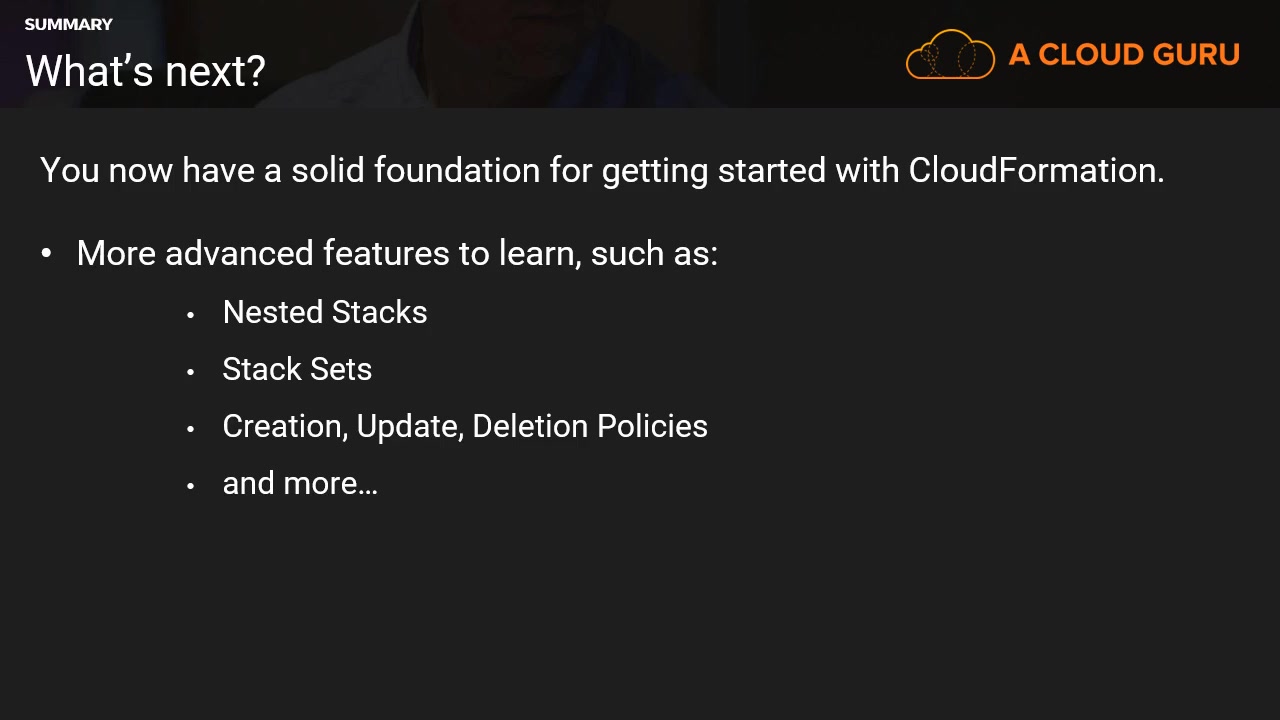 SUMMARY
What’s next?
A CLOUD GURU
You now have a solid foundation for getting started with CloudFormation.
• More advanced features to learn, such as:
• Nested Stacks
• Stack Sets
• Creation, Update, Deletion Policies
• and more…